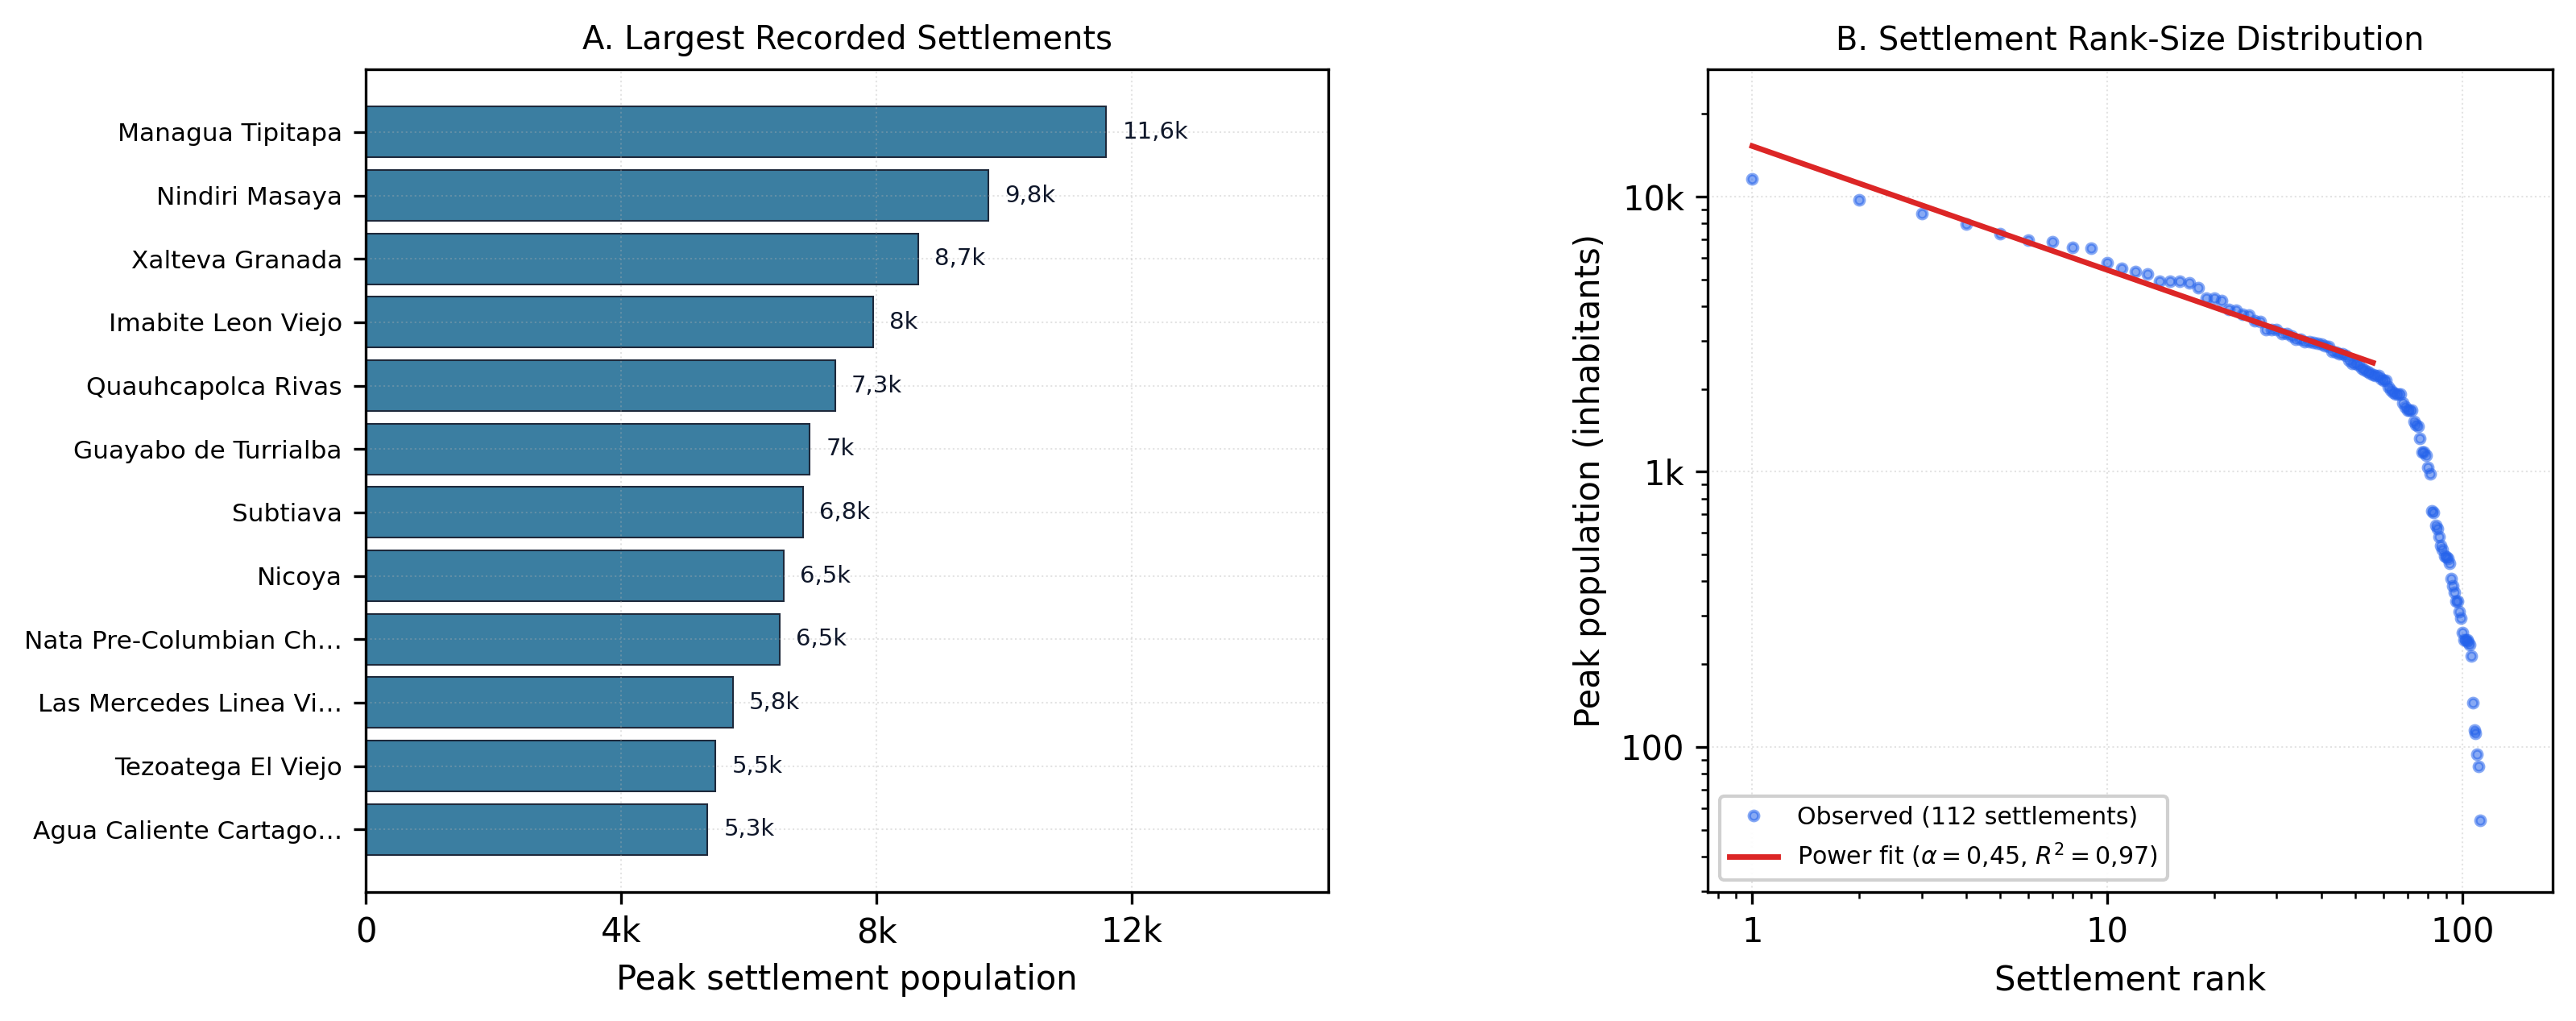 A. Largest Recorded Settlements
Managua Tipitapa
11,6k
Nindiri Masaya
9,8k
Xalteva Granada
8,7k
Imabite Leon Viejo
8k
Quauhcapolca Rivas
7,3k
Guayabo de Turrialba
7k
Subtiava
6,8k
Nicoya
6,5k
Nata Pre-Columbian Ch…
6,5k
Las Mercedes Linea Vi…
5,8k
Tezoatega El Viejo
5,5k
Agua Caliente Cartago…
5,3k
0 4k 8k 12k
Peak settlement population
B. Settlement Rank-Size Distribution
Peak population (inhabitants)
10k
1k
100
Observed (112 settlements)
Power fit (α = 0,45, R² = 0,97)
1 10 100
Settlement rank